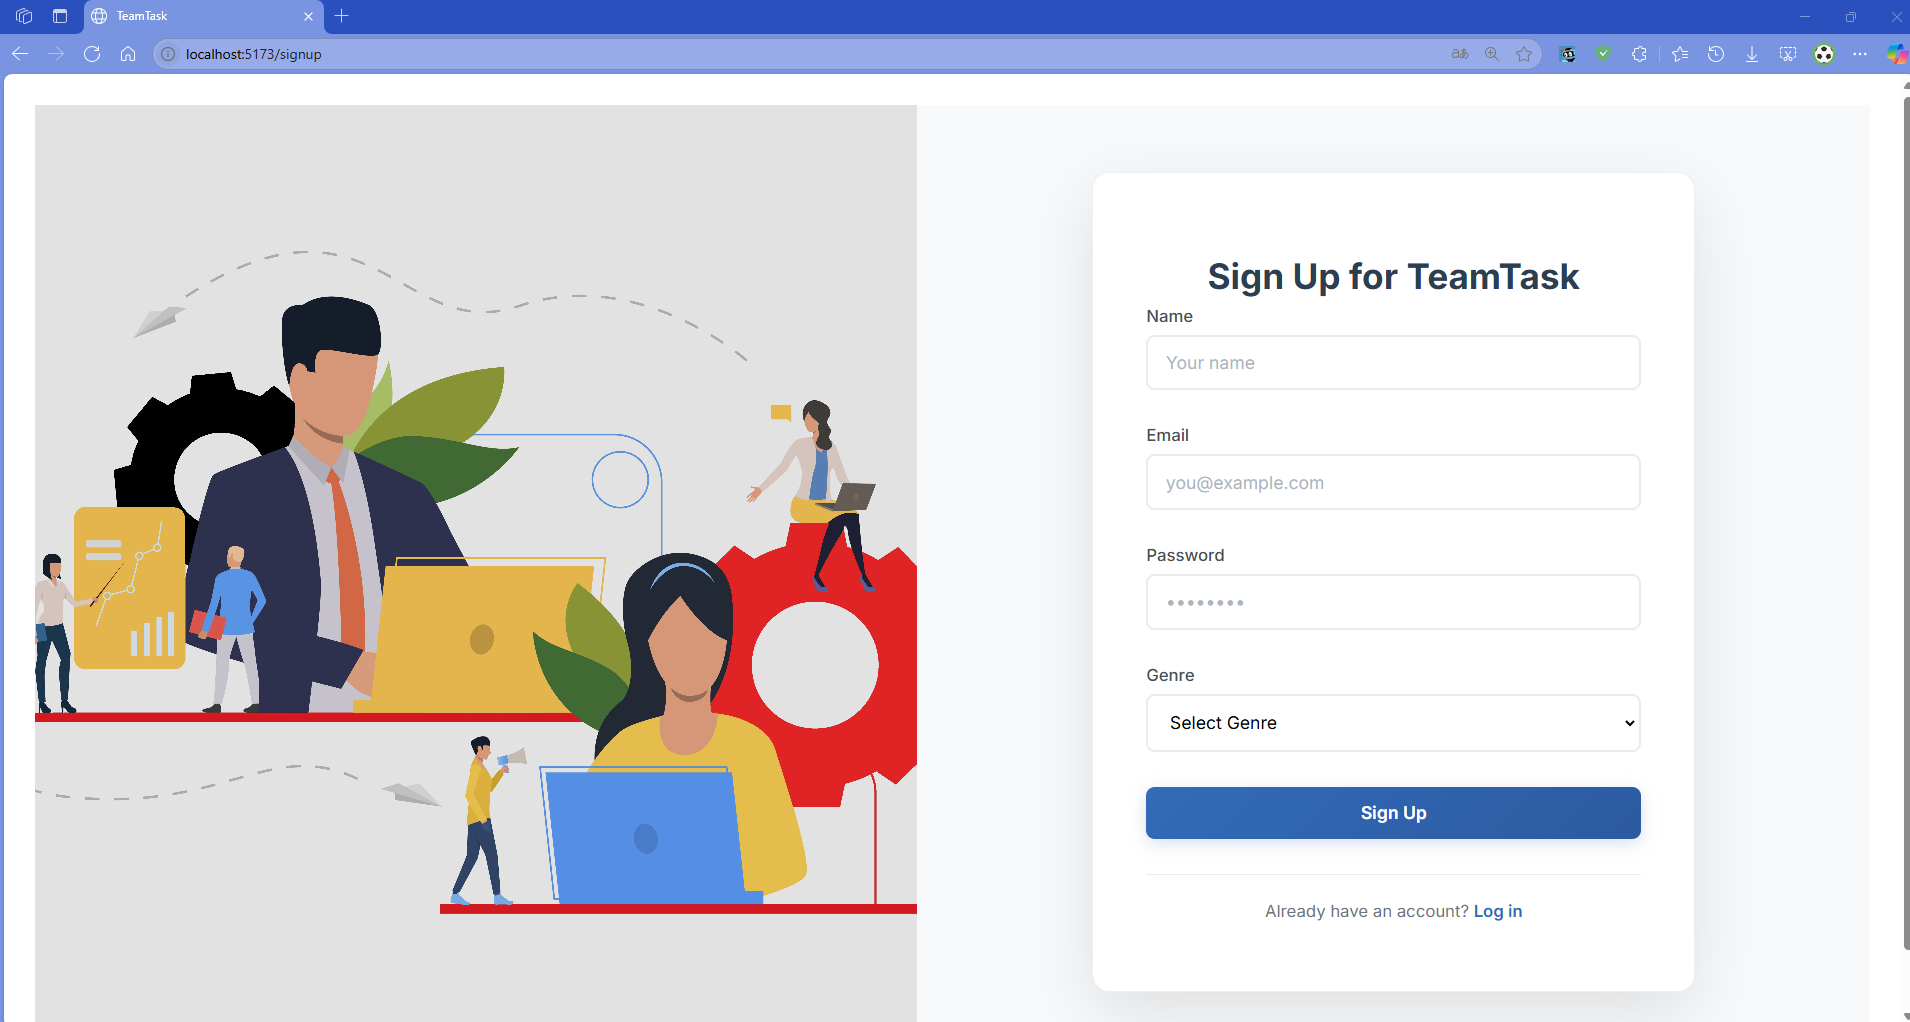 TeamTask
localhost:5173/signup
Sign Up for TeamTask
Name
Your name
Email
you@example.com
Password
••••••••
Genre
Select Genre
Sign Up
Already have an account? Log in